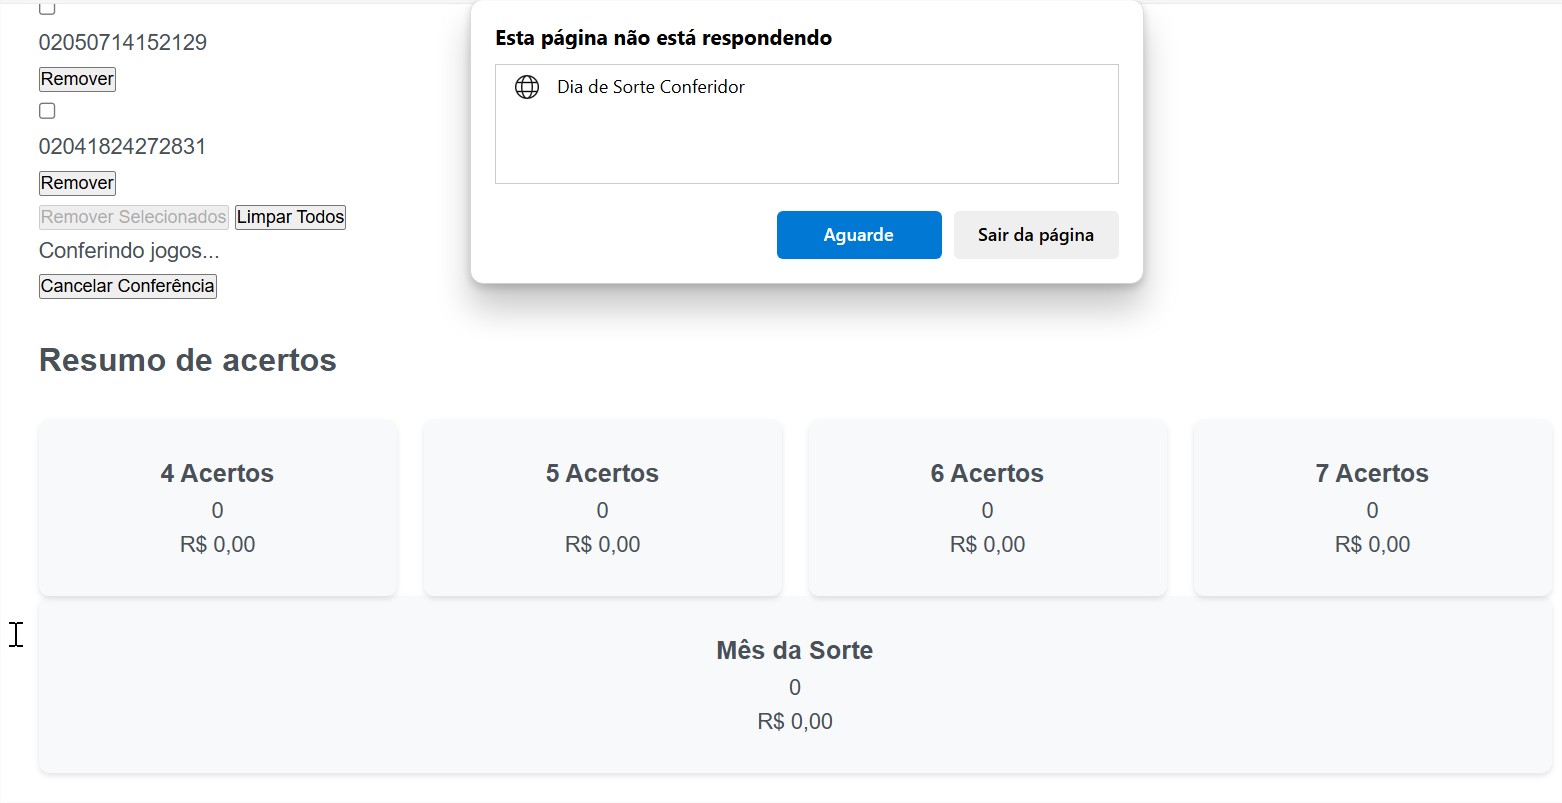 02050714152129
Remover
02041824272831
Remover
Remover Selecionados Limpar Todos
Conferindo jogos...
Cancelar Conferência
Esta página não está respondendo
Dia de Sorte Conferidor
Aguarde Sair da página
Resumo de acertos
4 Acertos
0
R$ 0,00
5 Acertos
0
R$ 0,00
6 Acertos
0
R$ 0,00
7 Acertos
0
R$ 0,00
Mês da Sorte
0
R$ 0,00